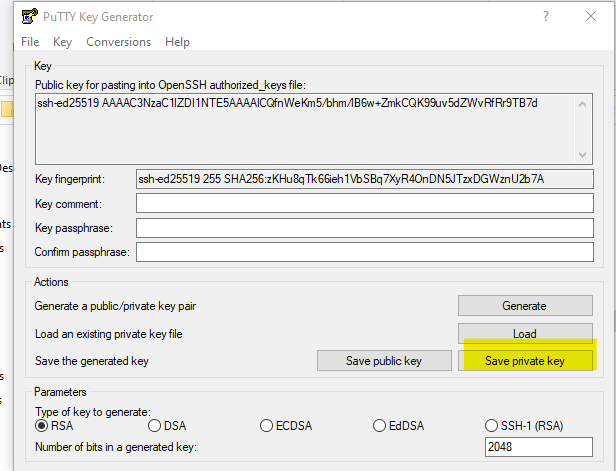 PuTTY Key Generator
File Key Conversions Help
Key
Public key for pasting into OpenSSH authorized_keys file:
ssh-ed25519 AAAAC3NzaC1lZDI1NTE5AAAAICQfnWeKm5/bhm/IB6w+ZmkCQK99uv5dZWvRfRr9TB7d
Key fingerprint: ssh-ed25519 255 SHA256:zKHu8qTk66ieh1VbSBq7XyR4OnDN5JTzxDGWznU2b7A
Key comment:
Key passphrase:
Confirm passphrase:
Actions
Generate a public/private key pair Generate
Load an existing private key file Load
Save the generated key Save public key Save private key
Parameters
Type of key to generate:
RSA DSA ECDSA EdDSA SSH-1 (RSA)
Number of bits in a generated key: 2048